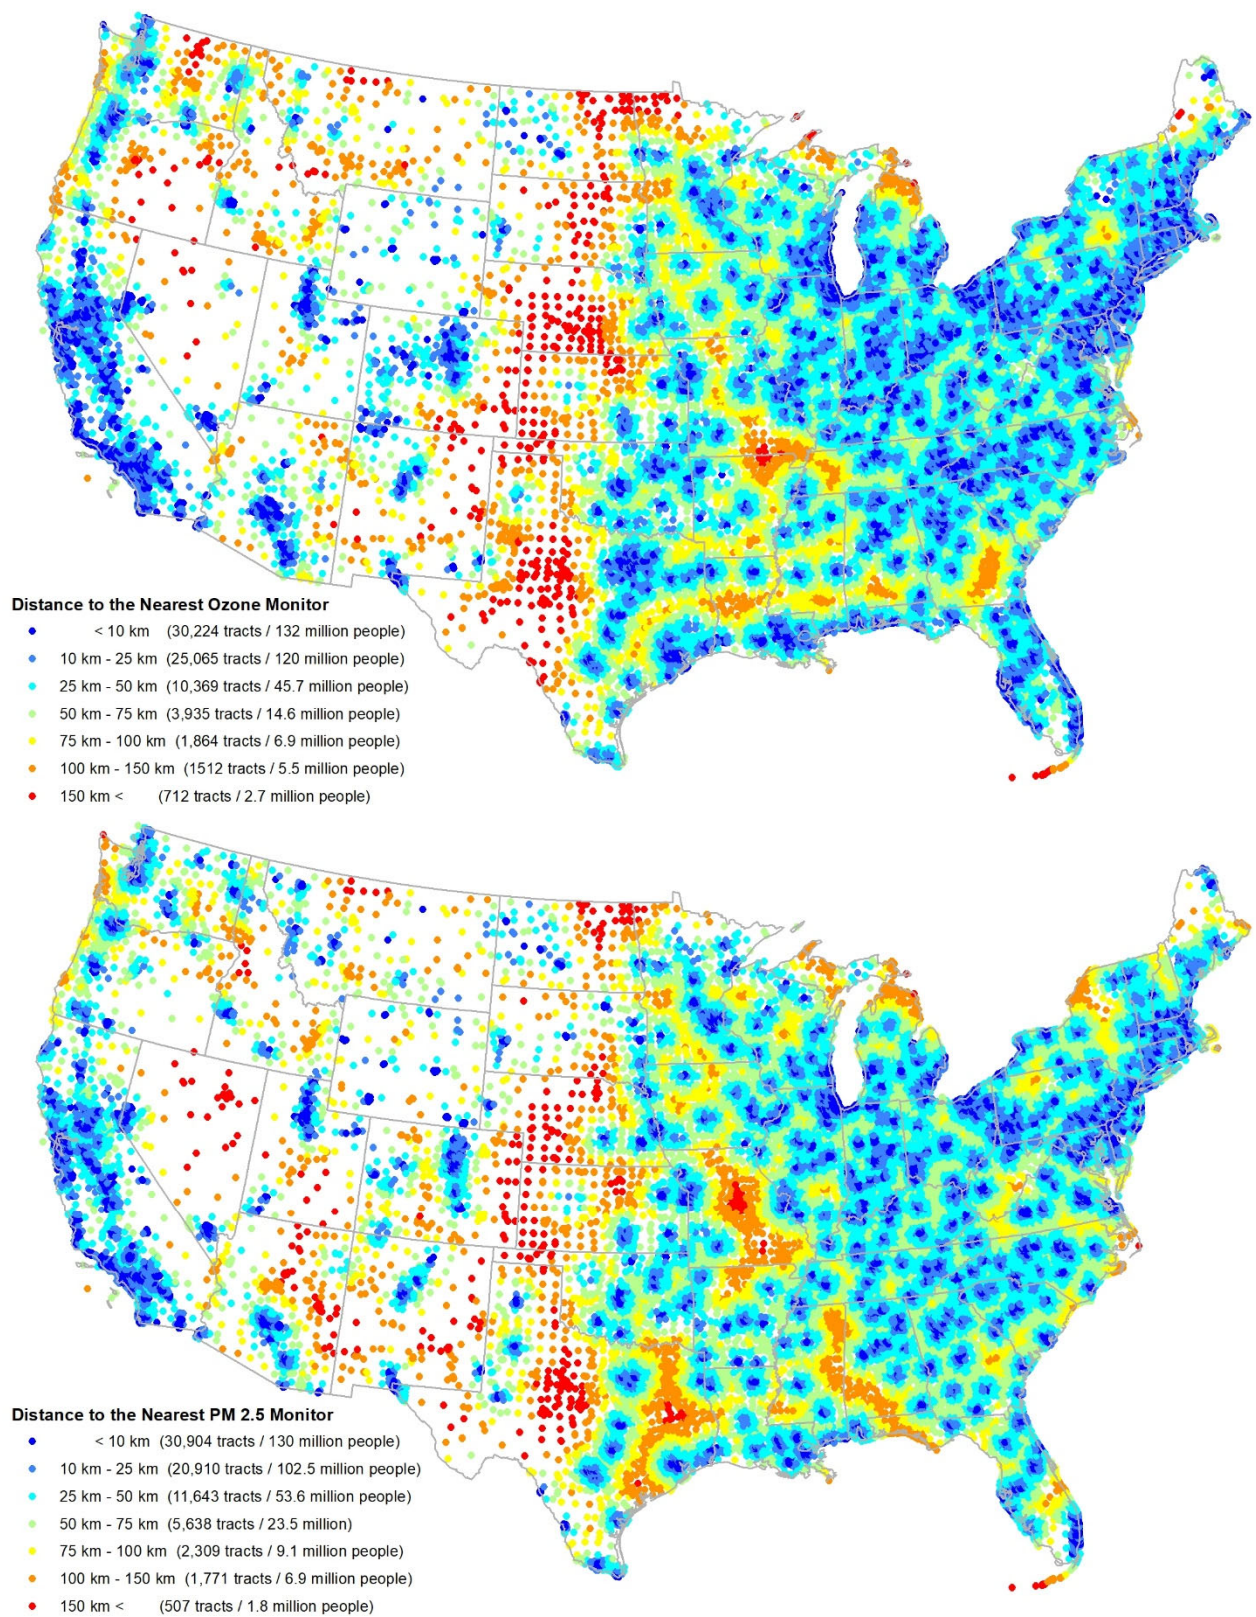 Distance to the Nearest Ozone Monitor
< 10 km (30,224 tracts / 132 million people)
10 km - 25 km (25,065 tracts / 120 million people)
25 km - 50 km (10,369 tracts / 45.7 million people)
50 km - 75 km (3,935 tracts / 14.6 million people)
75 km - 100 km (1,864 tracts / 6.9 million people)
100 km - 150 km (1512 tracts / 5.5 million people)
150 km < (712 tracts / 2.7 million people)
Distance to the Nearest PM 2.5 Monitor
< 10 km (30,904 tracts / 130 million people)
10 km - 25 km (20,910 tracts / 102.5 million people)
25 km - 50 km (11,643 tracts / 53.6 million people)
50 km - 75 km (5,638 tracts / 23.5 million)
75 km - 100 km (2,309 tracts / 9.1 million people)
100 km - 150 km (1,771 tracts / 6.9 million people)
150 km < (507 tracts / 1.8 million people)